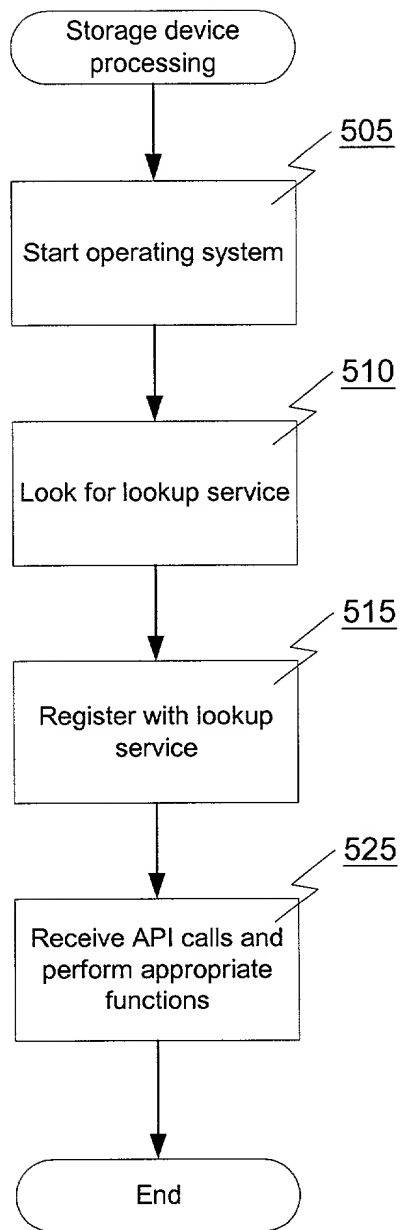 Storage device
processing
505
Start operating system
510
Look for lookup service
515
Register with lookup
service
525
Receive API calls and
perform appropriate
functions
End